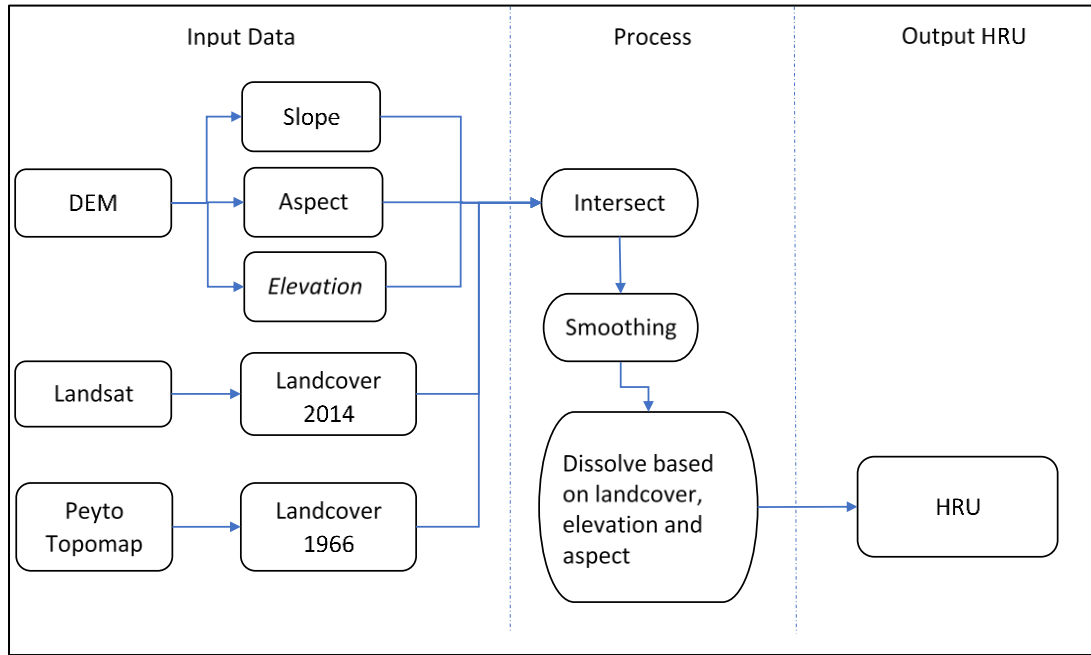 Input Data
Process
Output HRU
Slope
DEM
Aspect
Elevation
Intersect
Smoothing
Landsat
Landcover
2014
Peyto
Topomap
Landcover
1966
Dissolve based
on landcover,
elevation and
aspect
HRU